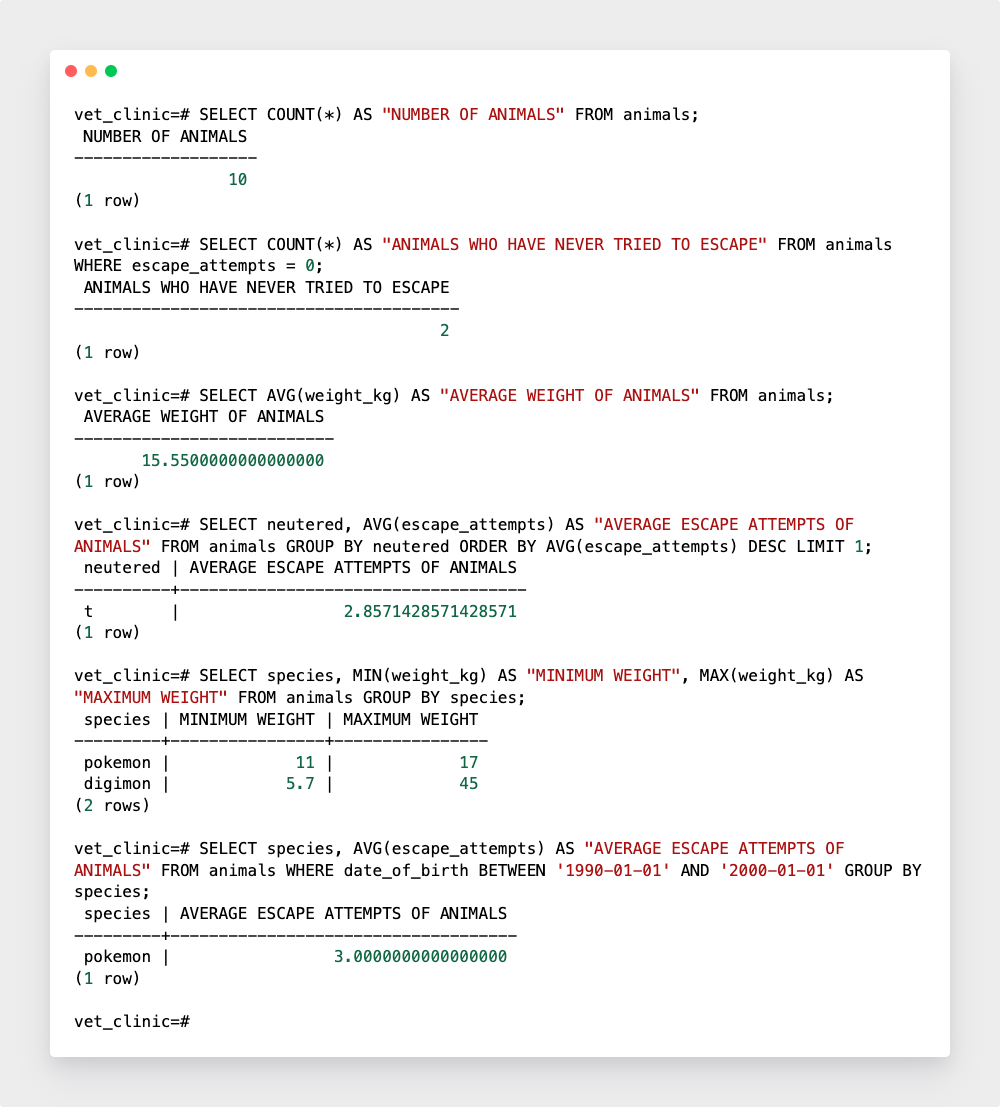 vet_clinic=# SELECT COUNT(*) AS "NUMBER OF ANIMALS" FROM animals;
 NUMBER OF ANIMALS
-------------------
                10
(1 row)

vet_clinic=# SELECT COUNT(*) AS "ANIMALS WHO HAVE NEVER TRIED TO ESCAPE" FROM animals
WHERE escape_attempts = 0;
 ANIMALS WHO HAVE NEVER TRIED TO ESCAPE
----------------------------------------
                                      2
(1 row)

vet_clinic=# SELECT AVG(weight_kg) AS "AVERAGE WEIGHT OF ANIMALS" FROM animals;
 AVERAGE WEIGHT OF ANIMALS
---------------------------
       15.5500000000000000
(1 row)

vet_clinic=# SELECT neutered, AVG(escape_attempts) AS "AVERAGE ESCAPE ATTEMPTS OF
ANIMALS" FROM animals GROUP BY neutered ORDER BY AVG(escape_attempts) DESC LIMIT 1;
 neutered | AVERAGE ESCAPE ATTEMPTS OF ANIMALS
----------+------------------------------------
 t        |                 2.8571428571428571
(1 row)

vet_clinic=# SELECT species, MIN(weight_kg) AS "MINIMUM WEIGHT", MAX(weight_kg) AS
"MAXIMUM WEIGHT" FROM animals GROUP BY species;
 species | MINIMUM WEIGHT | MAXIMUM WEIGHT
---------+----------------+----------------
 pokemon |             11 |             17
 digimon |            5.7 |             45
(2 rows)

vet_clinic=# SELECT species, AVG(escape_attempts) AS "AVERAGE ESCAPE ATTEMPTS OF
ANIMALS" FROM animals WHERE date_of_birth BETWEEN '1990-01-01' AND '2000-01-01' GROUP BY
species;
 species | AVERAGE ESCAPE ATTEMPTS OF ANIMALS
---------+------------------------------------
 pokemon |                 3.0000000000000000
(1 row)

vet_clinic=#